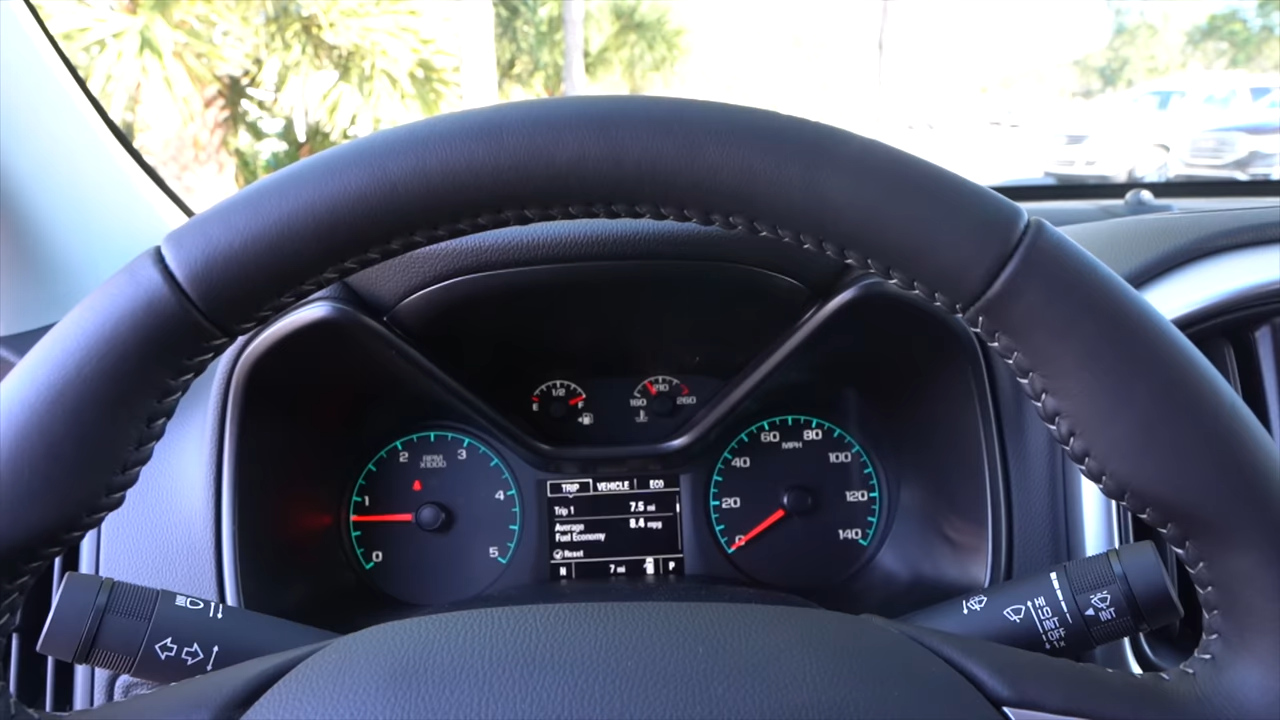 E 1/2 F
160 210 260
RPM
X1000
0 1 2 3 4 5
TRIP VEHICLE ECO
Trip 1 7.5 mi
Average 8.4 mpg
Fuel Economy
Reset
N 7 mi P
MPH
0 20 40 60 80 100 120 140
HI
LO
INT
OFF
1x
INT